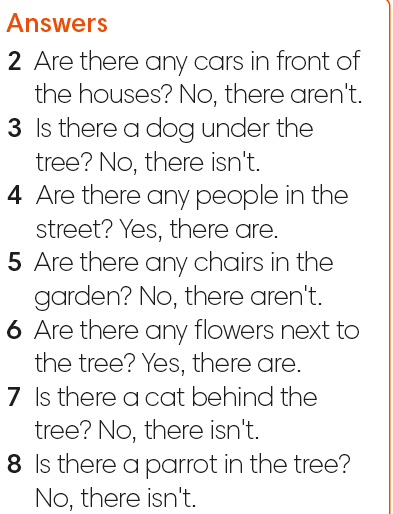 Answers
2 Are there any cars in front of
the houses? No, there aren't.
3 Is there a dog under the
tree? No, there isn't.
4 Are there any people in the
street? Yes, there are.
5 Are there any chairs in the
garden? No, there aren't.
6 Are there any flowers next to
the tree? Yes, there are.
7 Is there a cat behind the
tree? No, there isn't.
8 Is there a parrot in the tree?
No, there isn't.